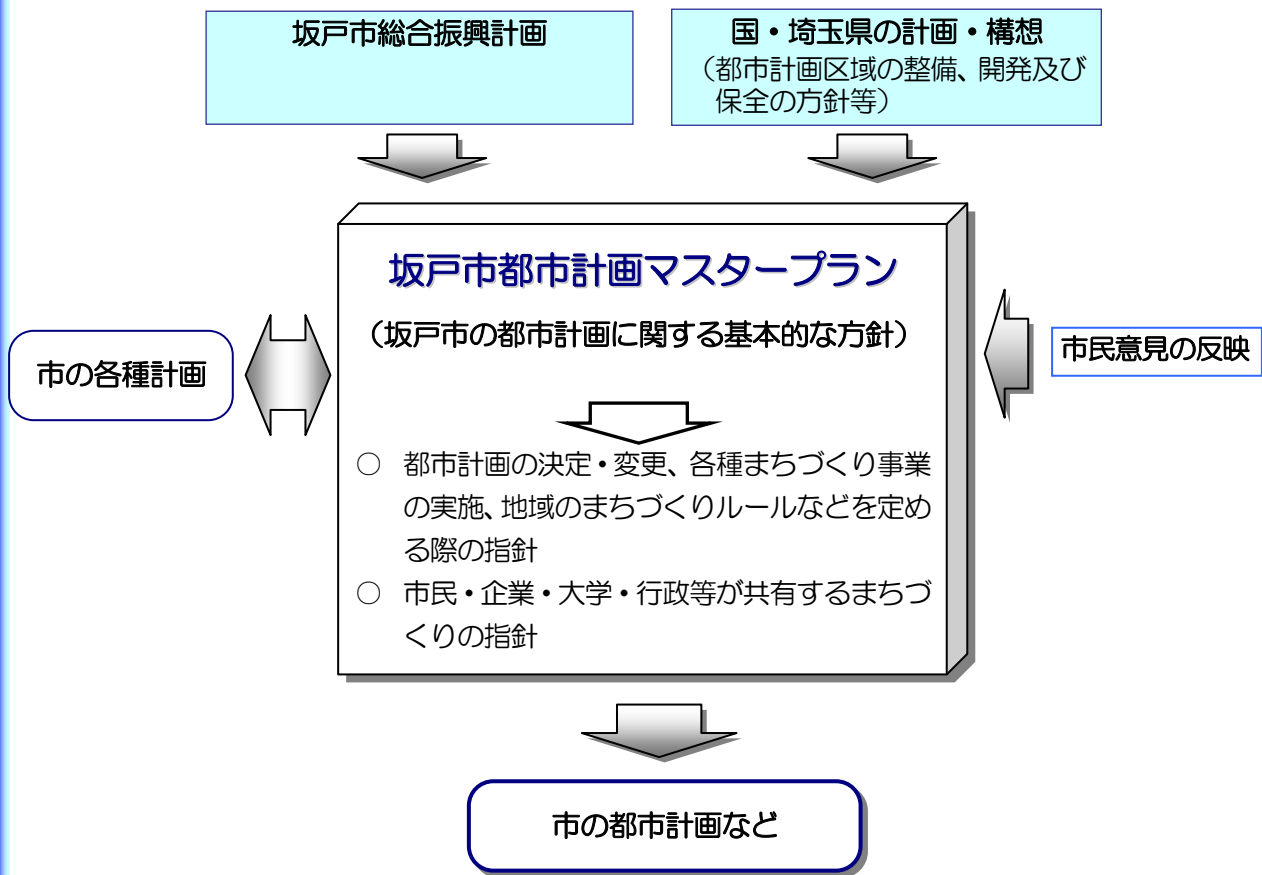 坂戸市総合振興計画
国・埼玉県の計画・構想
（都市計画区域の整備、開発及び
保全の方針等）
坂戸市都市計画マスタープラン
（坂戸市の都市計画に関する基本的な方針）
市の各種計画
市民意見の反映
○ 都市計画の決定・変更、各種まちづくり事業
の実施、地域のまちづくりルールなどを定め
る際の指針
○ 市民・企業・大学・行政等が共有するまちづ
くりの指針
市の都市計画など